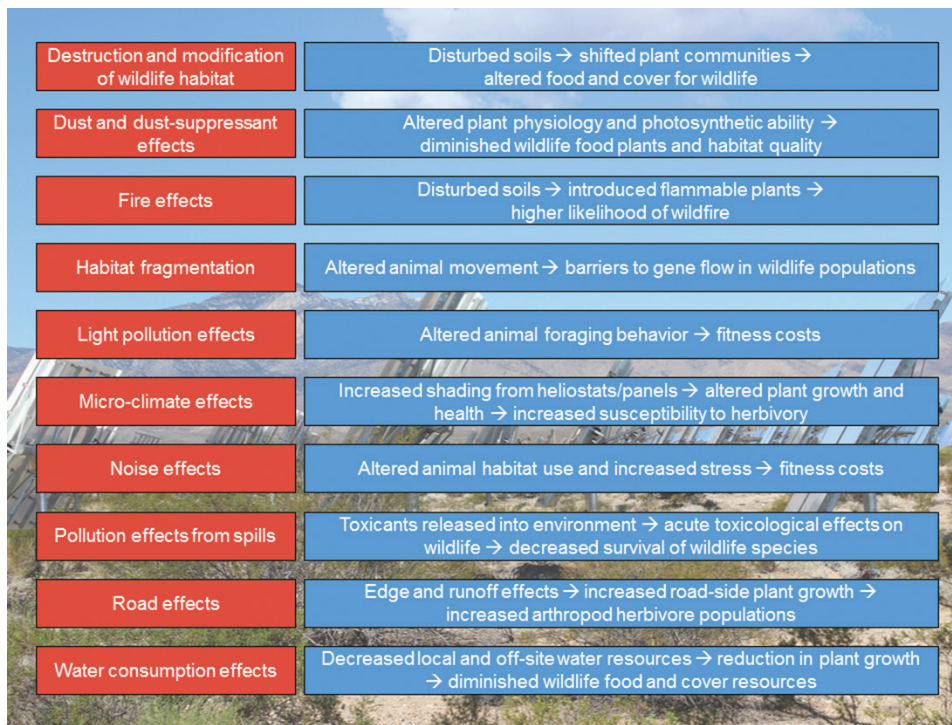 Destruction and modification
of wildlife habitat
Disturbed soils → shifted plant communities →
altered food and cover for wildlife
Dust and dust-suppressant
effects
Altered plant physiology and photosynthetic ability →
diminished wildlife food plants and habitat quality
Fire effects
Disturbed soils → introduced flammable plants →
higher likelihood of wildfire
Habitat fragmentation
Altered animal movement → barriers to gene flow in wildlife populations
Light pollution effects
Altered animal foraging behavior → fitness costs
Micro-climate effects
Increased shading from heliostats/panels → altered plant growth and
health → increased susceptibility to herbivory
Noise effects
Altered animal habitat use and increased stress → fitness costs
Pollution effects from spills
Toxicants released into environment → acute toxicological effects on
wildlife → decreased survival of wildlife species
Road effects
Edge and runoff effects → increased road-side plant growth →
increased arthropod herbivore populations
Water consumption effects
Decreased local and off-site water resources → reduction in plant growth
→ diminished wildlife food and cover resources